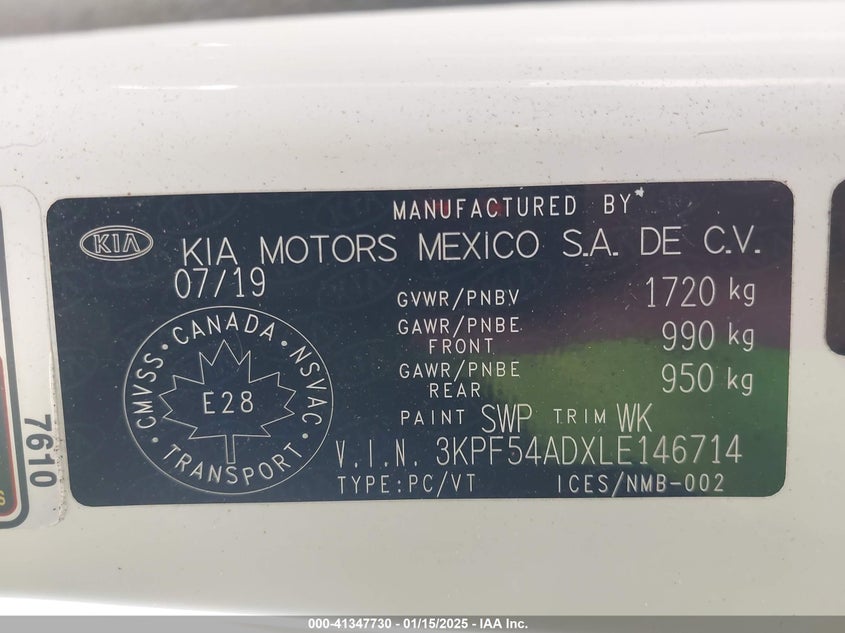 MANUFACTURED BY*
KIA
KIA MOTORS MEXICO S.A. DE C.V.
07/19
GVWR/PNBV 1720 kg
GAWR/PNBE FRONT 990 kg
GAWR/PNBE REAR 950 kg
CMVSS · CANADA · NSVAC · TRANSPORT ·
E28
PAINT SWP TRIM WK
V.I.N. 3KPF54ADXLE146714
TYPE:PC/VT ICES/NMB-002
7610
S
000-41347730 - 01/15/2025 - IAA Inc.